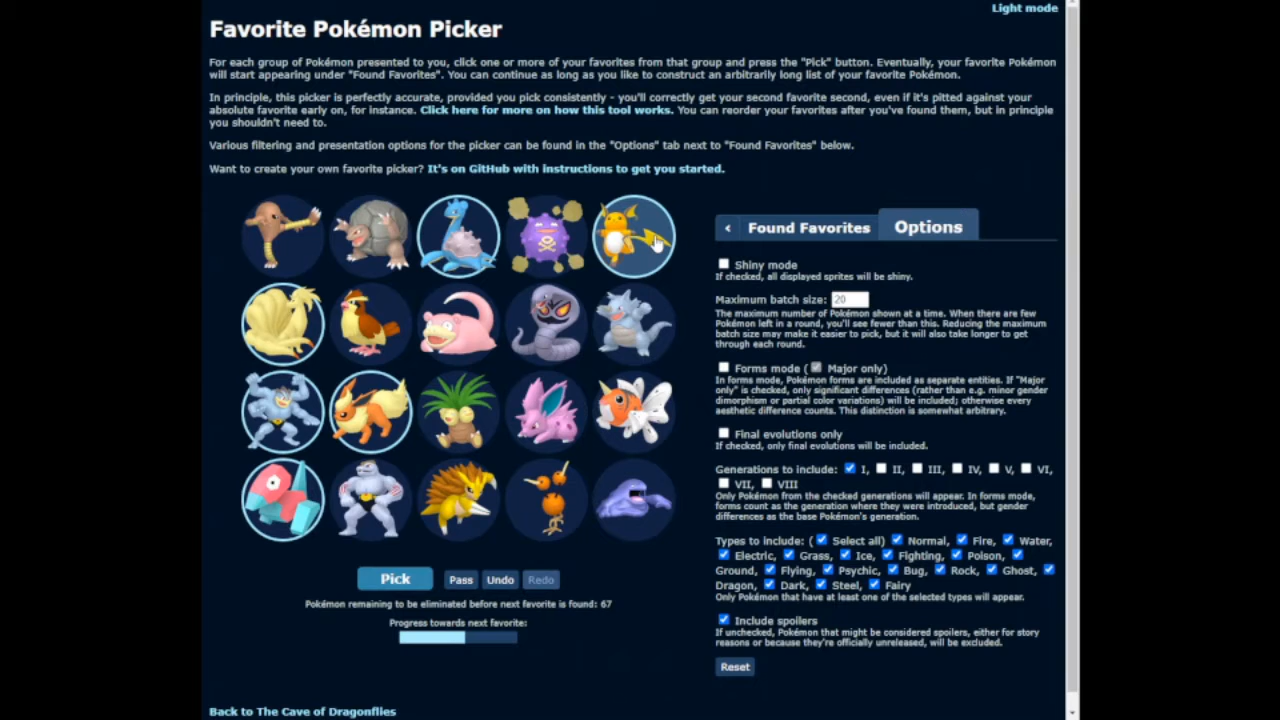 Light mode
Favorite Pokémon Picker
For each group of Pokémon presented to you, click one or more of your favorites from that group and press the "Pick" button. Eventually, your favorite Pokémon
will start appearing under "Found Favorites". You can continue as long as you like to construct an arbitrarily long list of your favorite Pokémon.
In principle, this picker is perfectly accurate, provided you pick consistently - you'll correctly get your second favorite second, even if it's pitted against your
absolute favorite early on, for instance. Click here for more on how this tool works. You can reorder your favorites after you've found them, but in principle
you shouldn't need to.
Various filtering and presentation options for the picker can be found in the "Options" tab next to "Found Favorites" below.
Want to create your own favorite picker? It's on GitHub with instructions to get you started.
‹ Found Favorites Options
Shiny mode
If checked, all displayed sprites will be shiny.
Maximum batch size: 20
The maximum number of Pokémon shown at a time. When there are
few Pokémon left in a round, you'll see fewer than this. Reducing the maximum
batch size may make it easier to pick, but it will also take longer to get
through each round.
Forms mode ( Major only)
In forms mode, Pokémon forms are included as separate entities. If "Major
only" is checked, only significant differences (rather than e.g. minor gender
dimorphism or partial color variations) will be included; otherwise every
aesthetic difference counts. This distinction is somewhat arbitrary.
Final evolutions only
If checked, only final evolutions will be included.
Generations to include: I, II, III, IV, V, VI,
VII, VIII
Only Pokémon from the checked generations will appear. In forms mode,
forms count as the generation where they were introduced, but gender
differences as the base Pokémon's generation.
Types to include: ( Select all) Normal, Fire, Water,
Electric, Grass, Ice, Fighting, Poison,
Ground, Flying, Psychic, Bug, Rock, Ghost,
Dragon, Dark, Steel, Fairy
Only Pokémon that have at least one of the selected types will appear.
Include spoilers
If unchecked, Pokémon that might be considered spoilers, either for story
reasons or because they're officially unreleased, will be excluded.
Reset
Pick Pass Undo Redo
Pokémon remaining to be eliminated before next favorite is found: 67
Progress towards next favorite:
Back to The Cave of Dragonflies